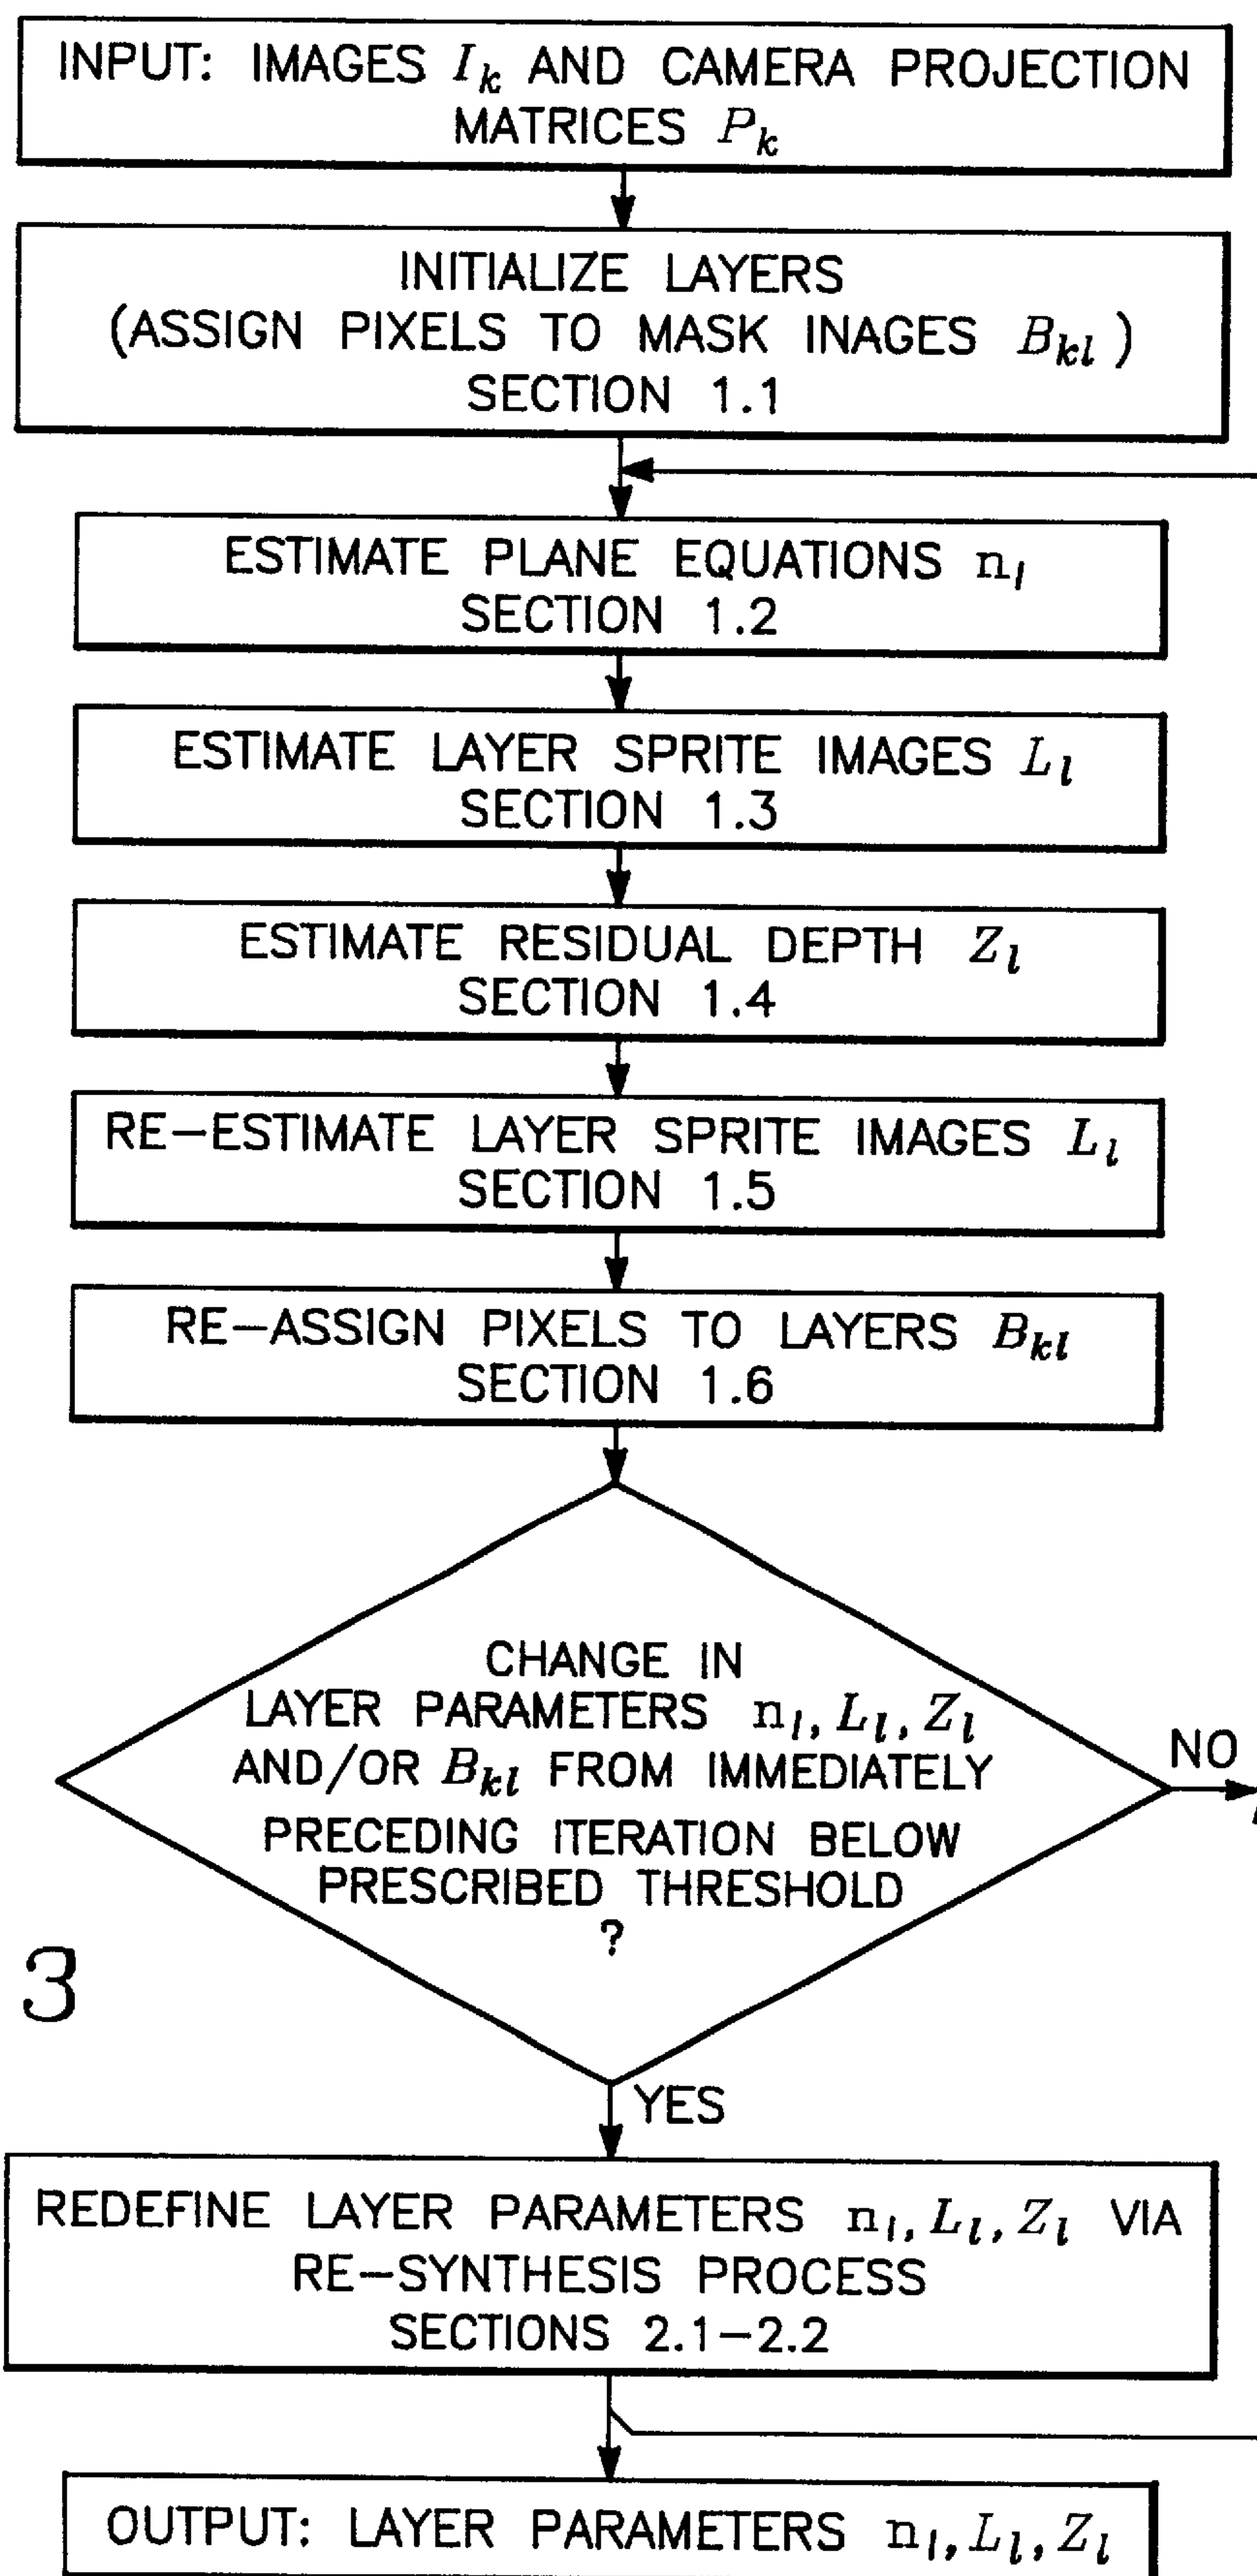 INPUT: IMAGES I_k AND CAMERA PROJECTION
MATRICES P_k
INITIALIZE LAYERS
(ASSIGN PIXELS TO MASK INAGES B_kl)
SECTION 1.1
ESTIMATE PLANE EQUATIONS n_l
SECTION 1.2
ESTIMATE LAYER SPRITE IMAGES L_l
SECTION 1.3
ESTIMATE RESIDUAL DEPTH Z_l
SECTION 1.4
RE-ESTIMATE LAYER SPRITE IMAGES L_l
SECTION 1.5
RE-ASSIGN PIXELS TO LAYERS B_kl
SECTION 1.6
CHANGE IN
LAYER PARAMETERS n_l, L_l, Z_l
AND/OR B_kl FROM IMMEDIATELY
PRECEDING ITERATION BELOW
PRESCRIBED THRESHOLD
?
NO
3
YES
REDEFINE LAYER PARAMETERS n_l, L_l, Z_l VIA
RE-SYNTHESIS PROCESS
SECTIONS 2.1-2.2
OUTPUT: LAYER PARAMETERS n_l, L_l, Z_l